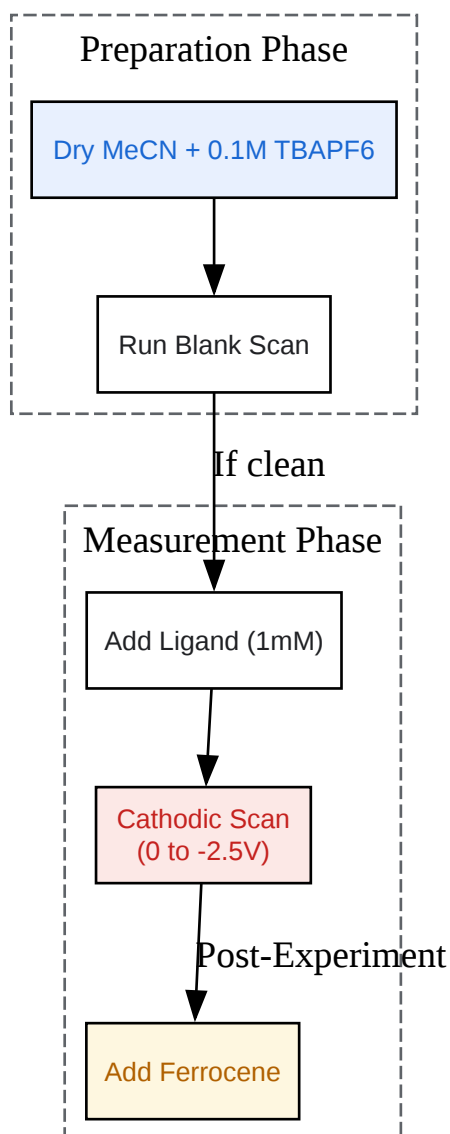 Preparation Phase
Dry MeCN + 0.1M TBAPF6
Run Blank Scan
If clean
Measurement Phase
Add Ligand (1mM)
Cathodic Scan
(0 to -2.5V)
Post-Experiment
Add Ferrocene